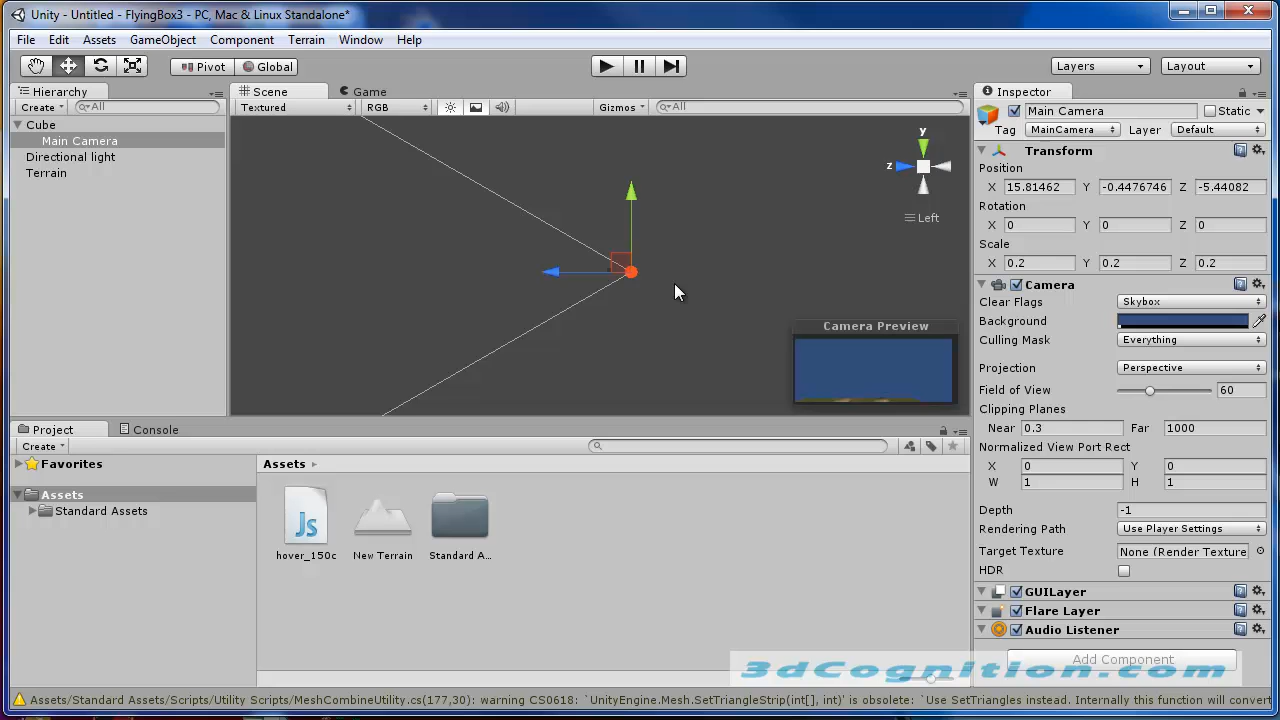 Unity - Untitled - FlyingBox3 - PC, Mac & Linux Standalone*
File Edit Assets GameObject Component Terrain Window Help
Pivot Global Layers Layout
Hierarchy
Create All
Cube
Main Camera
Directional light
Terrain
Scene Game
Textured RGB Gizmos All
y
z
Left
Camera Preview
Inspector
Main Camera Static
Tag MainCamera Layer Default
Transform
Position
X 15.81462 Y -0.4476746 Z -5.44082
Rotation
X 0 Y 0 Z 0
Scale
X 0.2 Y 0.2 Z 0.2
Camera
Clear Flags Skybox
Background
Culling Mask Everything
Projection Perspective
Field of View 60
Clipping Planes
Near 0.3 Far 1000
Normalized View Port Rect
X 0 Y 0
W 1 H 1
Depth -1
Rendering Path Use Player Settings
Target Texture None (Render Texture
HDR
GUILayer
Flare Layer
Audio Listener
Add Component
Project Console
Create
Favorites
Assets
Standard Assets
Assets
Js
hover_150c New Terrain Standard A...
3dCognition.com
Assets/Standard Assets/Scripts/Utility Scripts/MeshCombineUtility.cs(177,30): warning CS0618: `UnityEngine.Mesh.SetTriangleStrip(int[], int)' is obsolete: `Use SetTriangles instead. Internally this function will convert